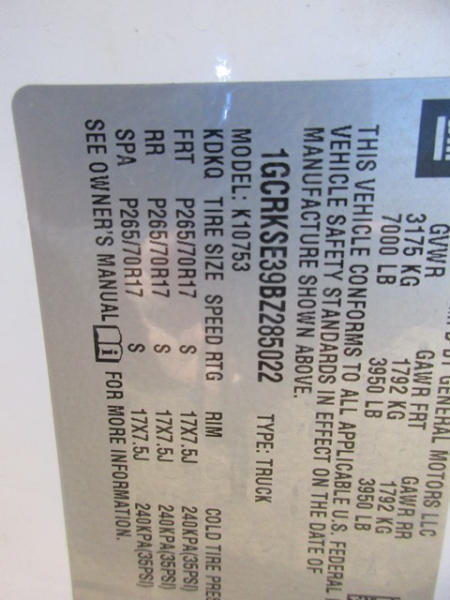 BY GENERAL MOTORS LLC
GVWR GAWR FRT GAWR RR
3175 KG 1792 KG 1792 KG
7000 LB 3950 LB 3950 LB
THIS VEHICLE CONFORMS TO ALL APPLICABLE U.S. FEDERAL
VEHICLE SAFETY STANDARDS IN EFFECT ON THE DATE OF
MANUFACTURE SHOWN ABOVE.
1GCRKSE39BZ285022 TYPE: TRUCK
MODEL: K10753
KDKQ TIRE SIZE SPEED RTG RIM COLD TIRE PRES
FRT P265/70R17 S 17X7.5J 240KPA(35PSI)
RR P265/70R17 S 17X7.5J 240KPA(35PSI)
SPA P265/70R17 S 17X7.5J 240KPA(35PSI)
SEE OWNER'S MANUAL FOR MORE INFORMATION.